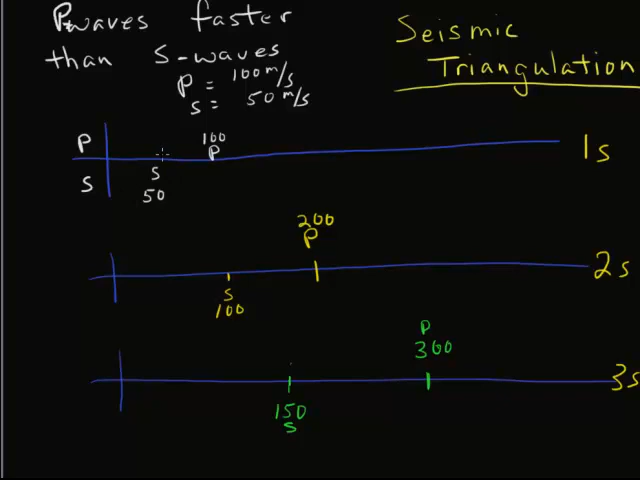 P-waves faster
than S-waves
P = 100 m/s
S = 50 m/s
Seismic
Triangulation
P
100
P
1s
S
S
50
200
P
2s
S
100
P
300
3s
150
S